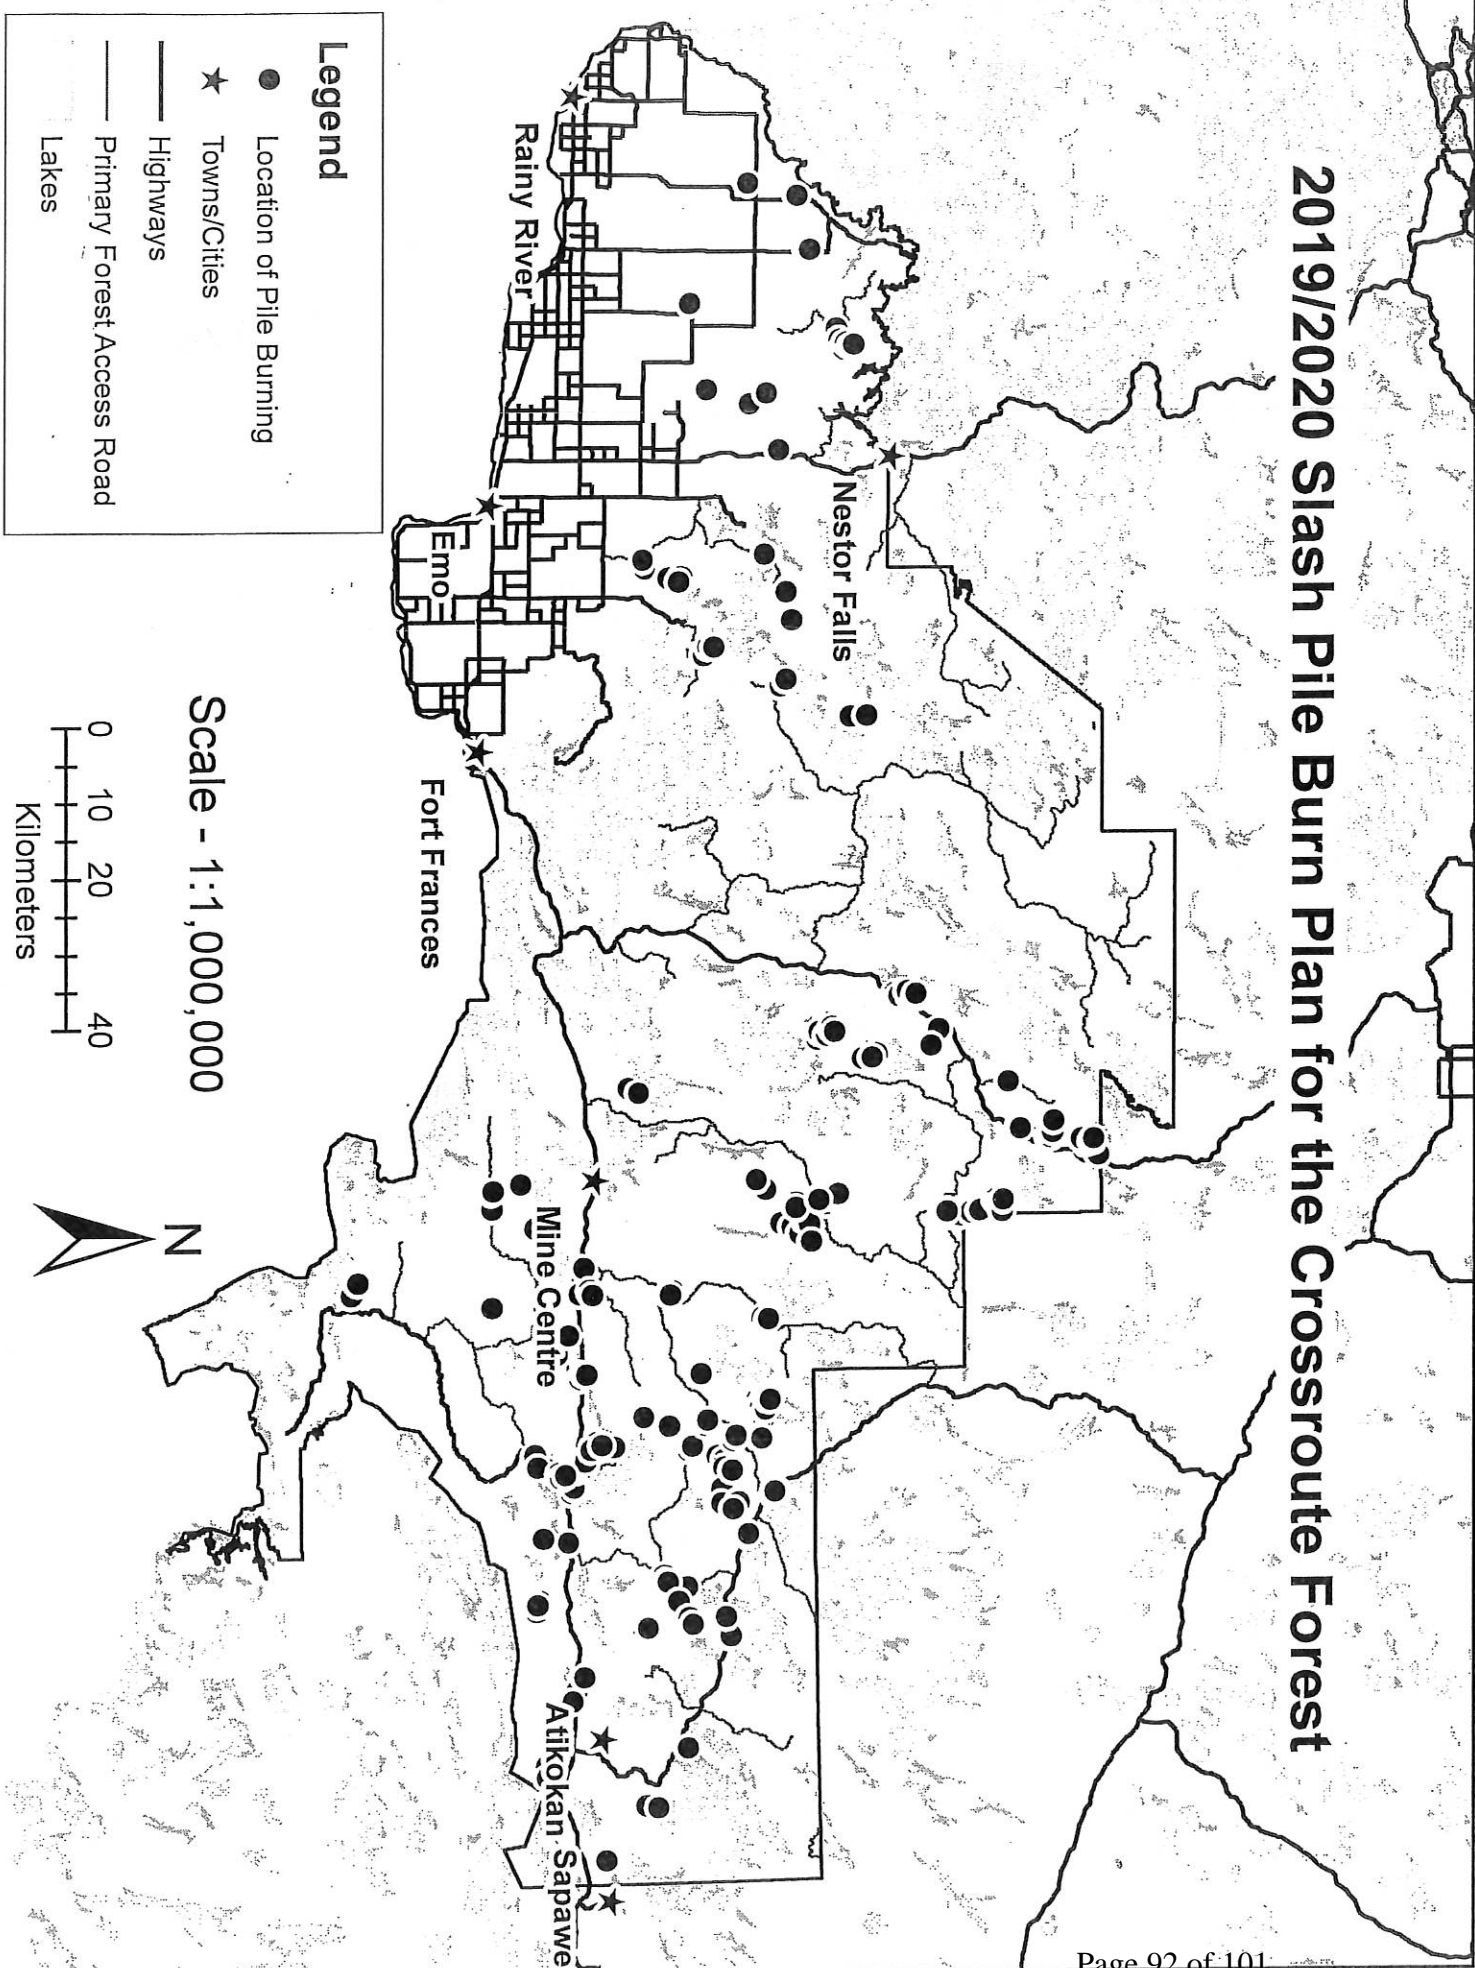 2019/2020 Slash Pile Burn Plan for the Crossroute Forest
Nestor Falls
Rainy River
Emo
Fort Frances
Mine Centre
Atikokan
Sapawe
Legend
Location of Pile Burning
Towns/Cities
Highways
Primary Forest Access Road
Lakes
Scale - 1:1,000,000
0 10 20 40
Kilometers
N
Page 92 of 101